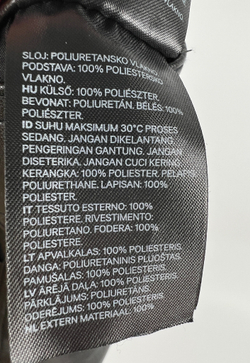 SLOJ: POLIURETANSKO VLAKNO.
PODSTAVA: 100% POLIESTERSKO
VLAKNO.
HU KÜLSŐ: 100% POLIÉSZTER.
BEVONAT: POLIURETÁN. BÉLÉS: 100%
POLIÉSZTER.
ID SUHU MAKSIMUM 30°C PROSES
SEDANG. JANGAN DIKELANTANG.
PENGERINGAN GANTUNG. JANGAN
DISETERIKA. JANGAN CUCI KERING.
KERANGKA: 100% POLIESTER. PELAPIS:
POLIURETHANE. LAPISAN: 100%
POLIESTER.
IT TESSUTO ESTERNO: 100%
POLIESTERE. RIVESTIMENTO:
POLIURETANO. FODERA: 100%
POLIESTERE.
LT APVALKALAS: 100% POLIESTERIS.
DANGA: POLIURETANINIS PLUOŠTAS.
PAMUŠALAS: 100% POLIESTERIS.
LV ĀRĒJĀ DAĻA: 100% POLIESTERIS.
PĀRKLĀJUMS: POLIURETĀNS.
ODERĒJUMS: 100% POLIESTERIS.
NL EXTERN MATERIAAL: 100%